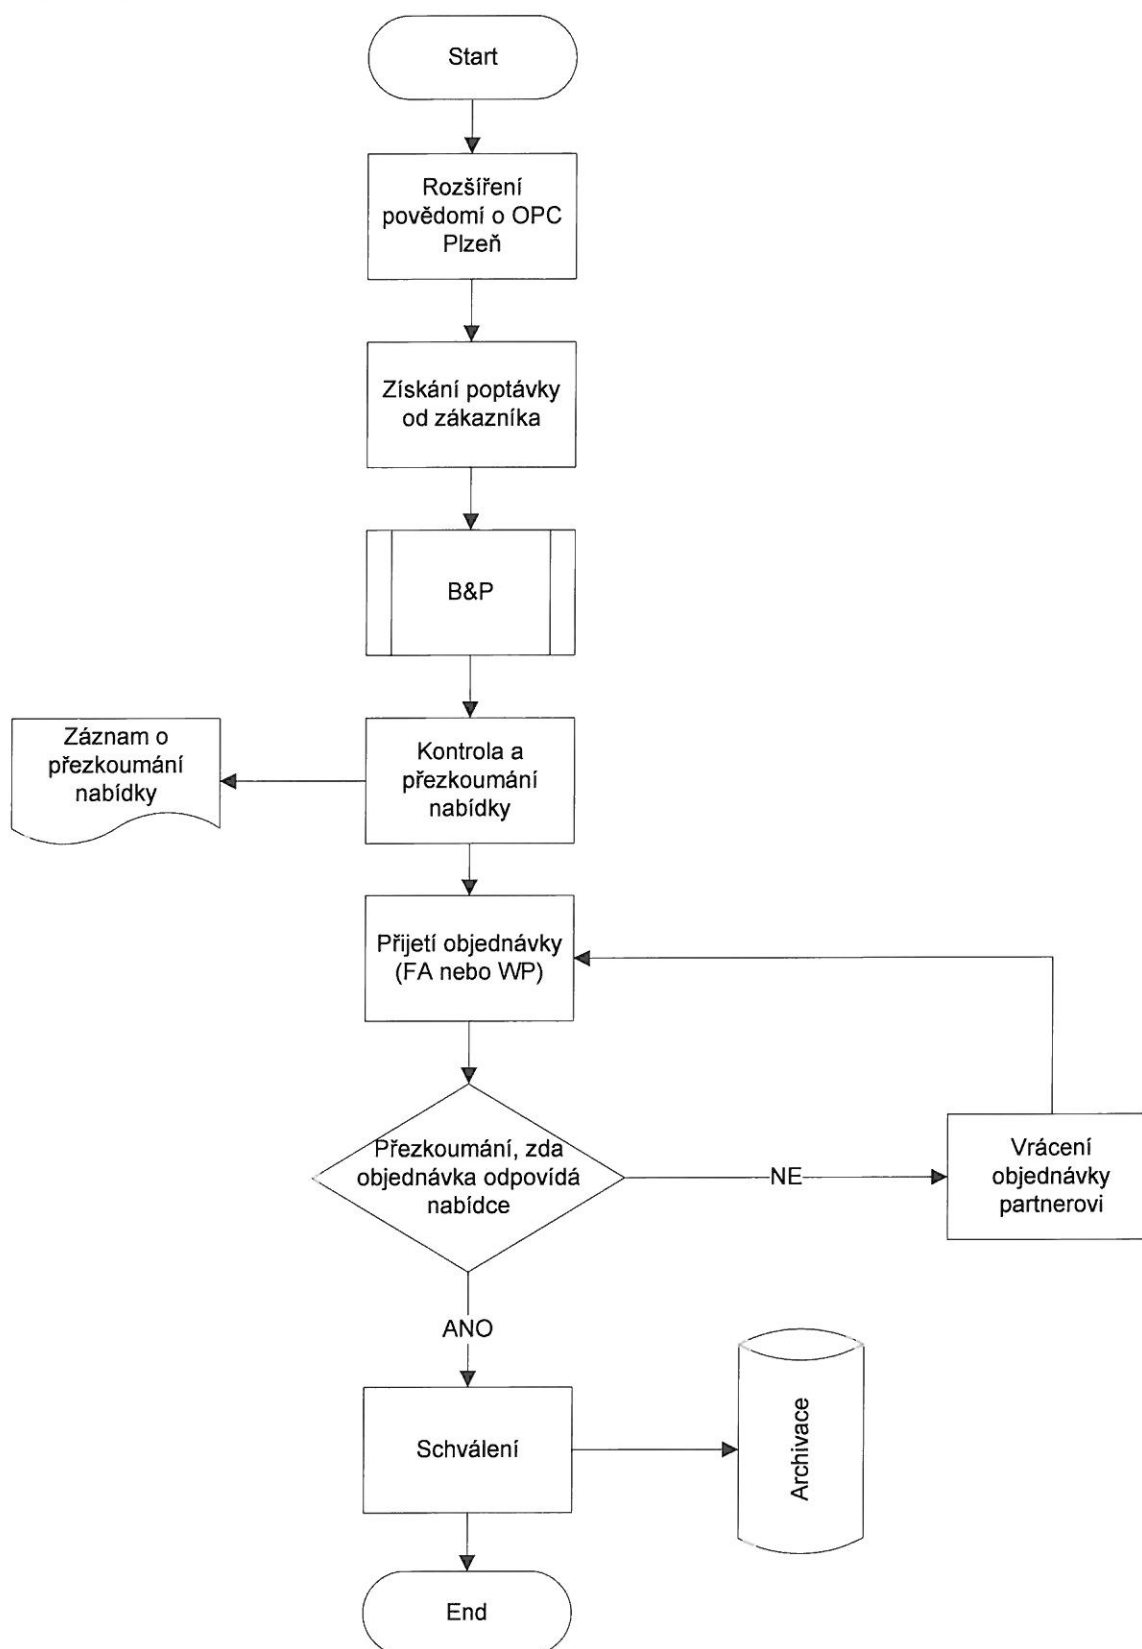 Start
Rozšíření
povědomí o OPC
Plzeň
Získání poptávky
od zákazníka
B&P
Záznam o
přezkoumání
nabídky
Kontrola a
přezkoumání
nabídky
Přijetí objednávky
(FA nebo WP)
Přezkoumání, zda
objednávka odpovídá
nabídce
NE
Vrácení
objednávky
partnerovi
ANO
Schválení
Archivace
End